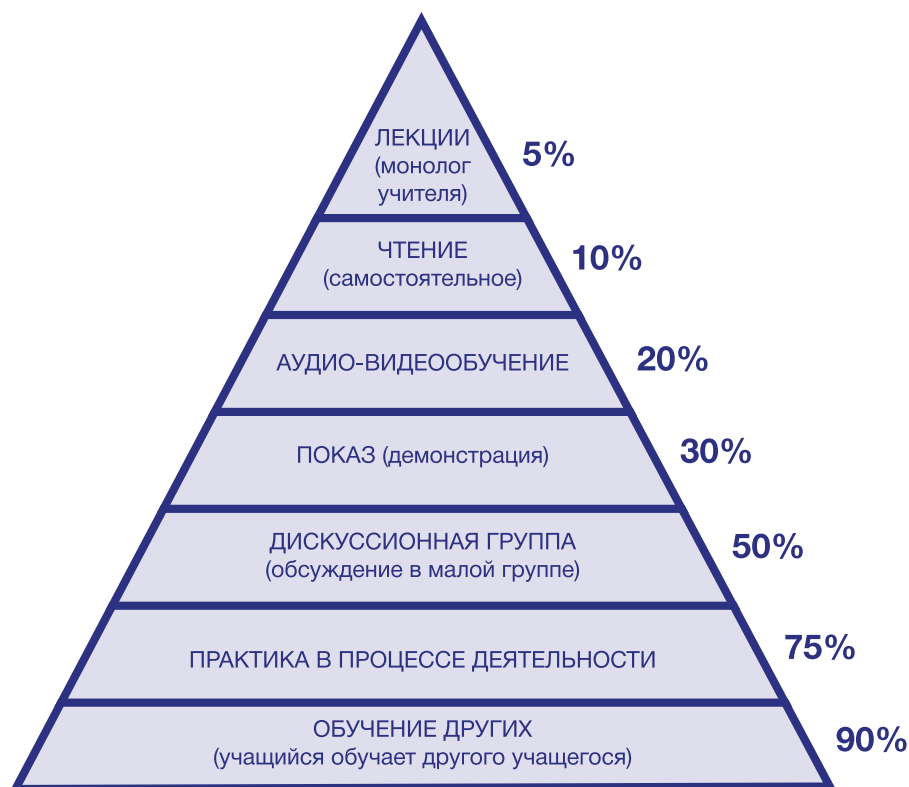 ЛЕКЦИИ
(монолог
учителя)
5%
ЧТЕНИЕ
(самостоятельное)
10%
АУДИО-ВИДЕООБУЧЕНИЕ
20%
ПОКАЗ (демонстрация)
30%
ДИСКУССИОННАЯ ГРУППА
(обсуждение в малой группе)
50%
ПРАКТИКА В ПРОЦЕССЕ ДЕЯТЕЛЬНОСТИ
75%
ОБУЧЕНИЕ ДРУГИХ
(учащийся обучает другого учащегося)
90%